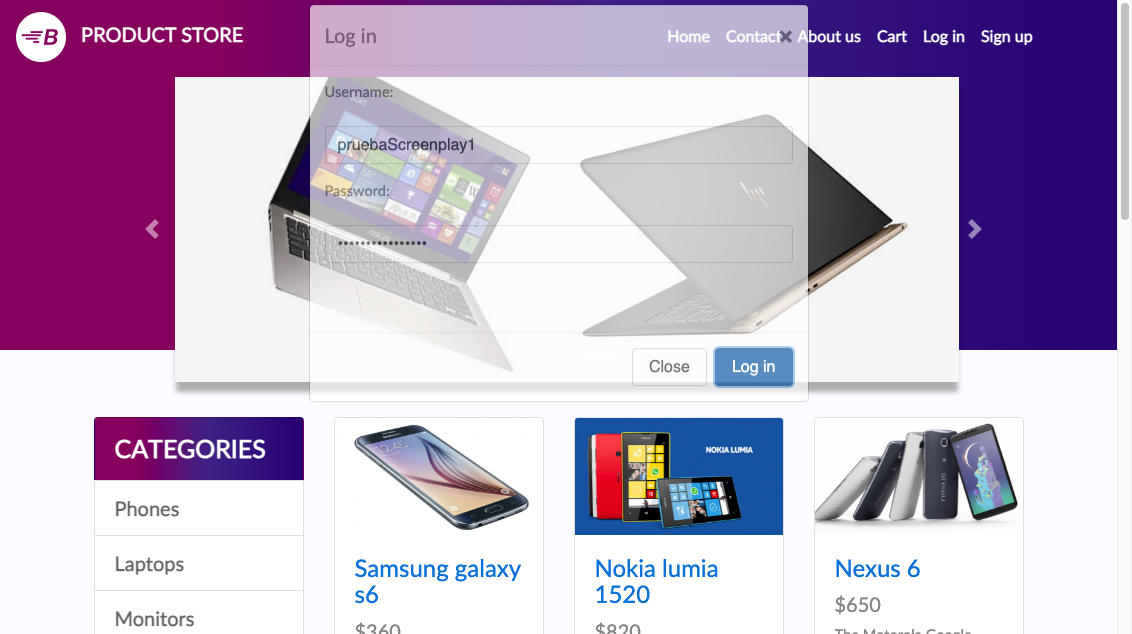 PRODUCT STORE
Log in
Home Contact About us Cart Log in Sign up
Username:
pruebaScreenplay1
Password:
•••••••••••••••
Close
Log in
CATEGORIES
Phones
Laptops
Monitors
NOKIA LUMIA
nexus
Samsung galaxy
s6
$360
Nokia lumia
1520
$820
Nexus 6
$650
The Motorola Google